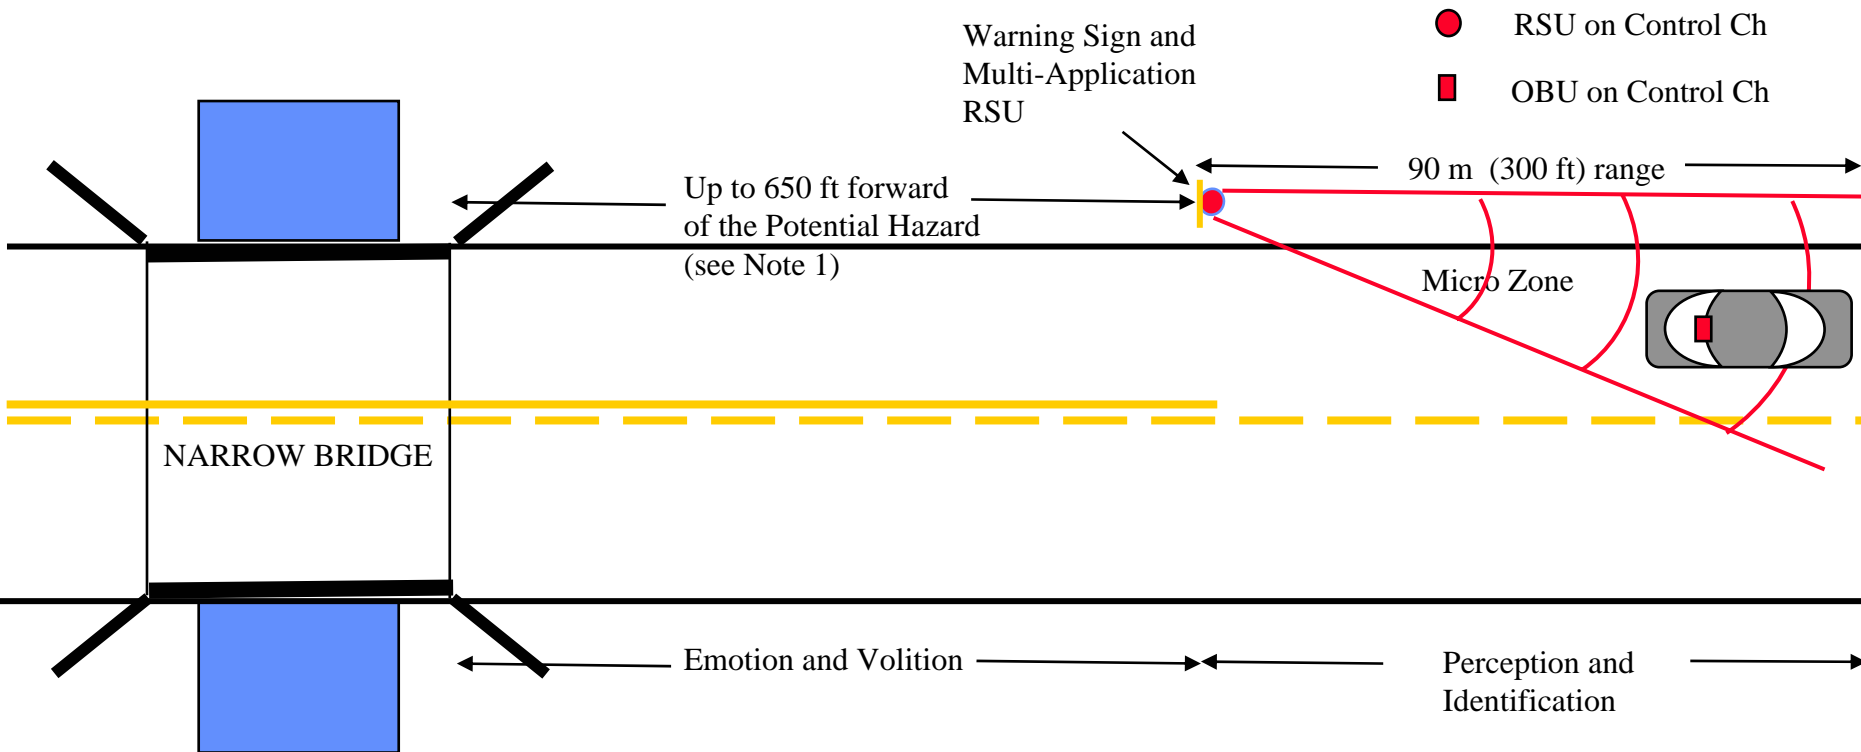 Warning Sign and
Multi-Application
RSU
RSU on Control Ch
OBU on Control Ch
90 m (300 ft) range
Up to 650 ft forward
of the Potential Hazard
(see Note 1)
Micro Zone
NARROW BRIDGE
Emotion and Volition
Perception and
Identification